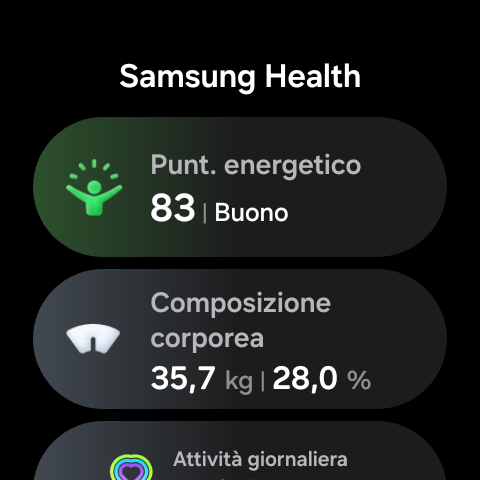 Samsung Health
Punt. energetico
83 | Buono
Composizione
corporea
35,7 kg | 28,0 %
Attività giornaliera